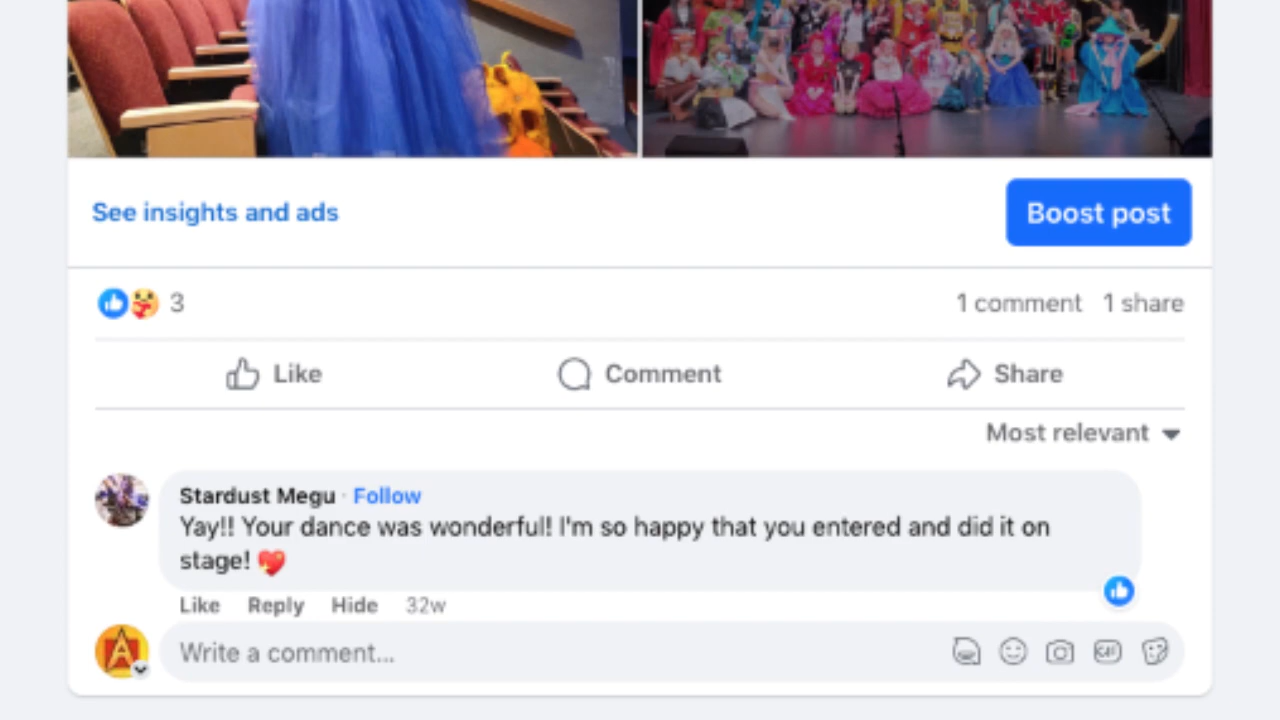 See insights and ads
Boost post
3
1 comment 1 share
Like
Comment
Share
Most relevant
Stardust Megu · Follow
Yay!! Your dance was wonderful! I'm so happy that you entered and did it on
stage! 💖
Like Reply Hide 32w
A
Write a comment...
GIF